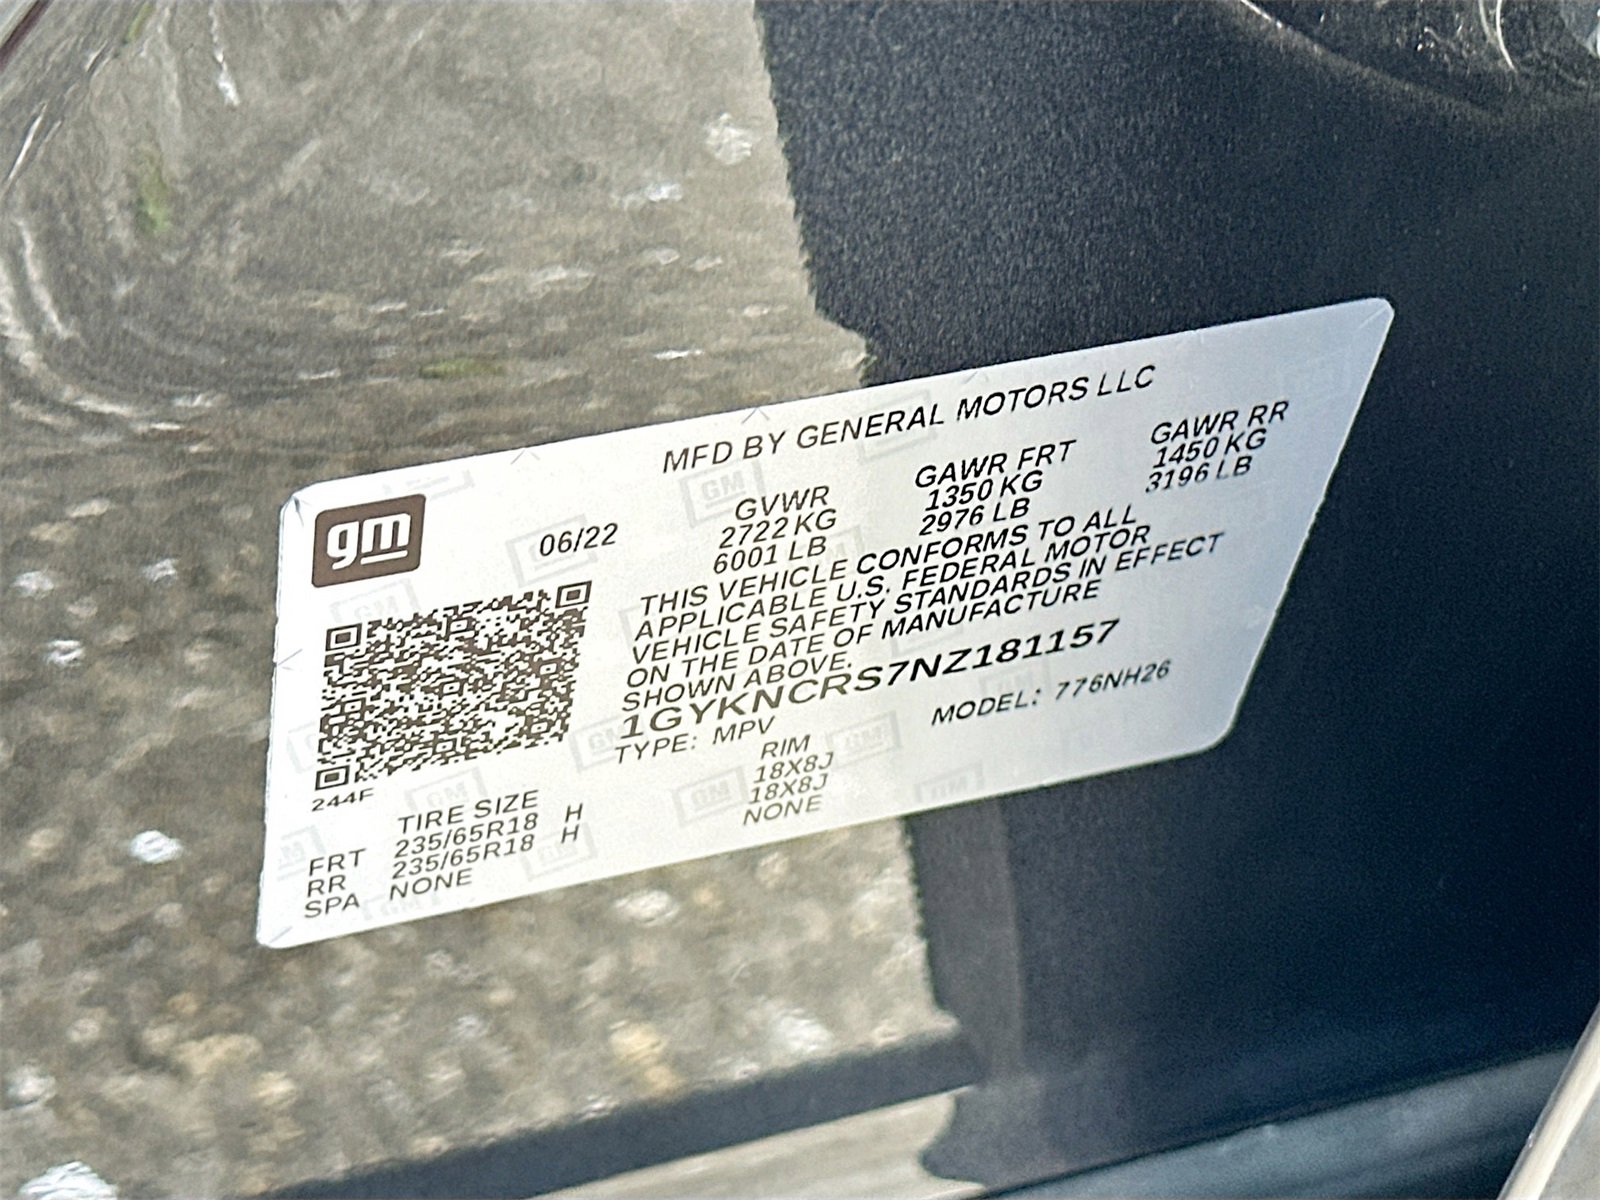 MFD BY GENERAL MOTORS LLC
gm
06/22
GVWR GAWR FRT GAWR RR
2722 KG 1350 KG 1450 KG
6001 LB 2976 LB 3196 LB
THIS VEHICLE CONFORMS TO ALL
APPLICABLE U.S. FEDERAL MOTOR
VEHICLE SAFETY STANDARDS IN EFFECT
ON THE DATE OF MANUFACTURE
SHOWN ABOVE.
1GYKNCRS7NZ181157
TYPE: MPV MODEL: 776NH26
244F
TIRE SIZE RIM
FRT 235/65R18 H 18X8J
RR 235/65R18 H 18X8J
SPA NONE NONE